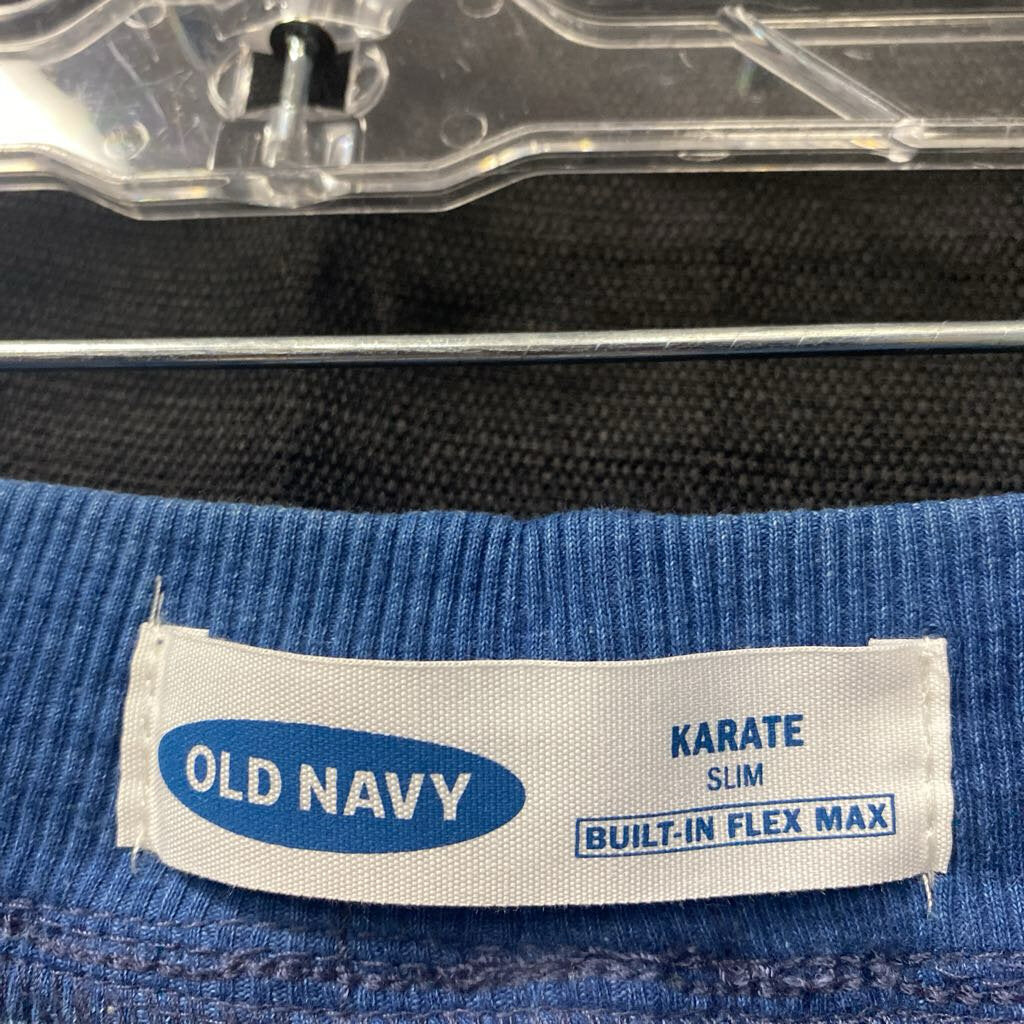 OLD NAVY
KARATE
SLIM
BUILT-IN FLEX MAX